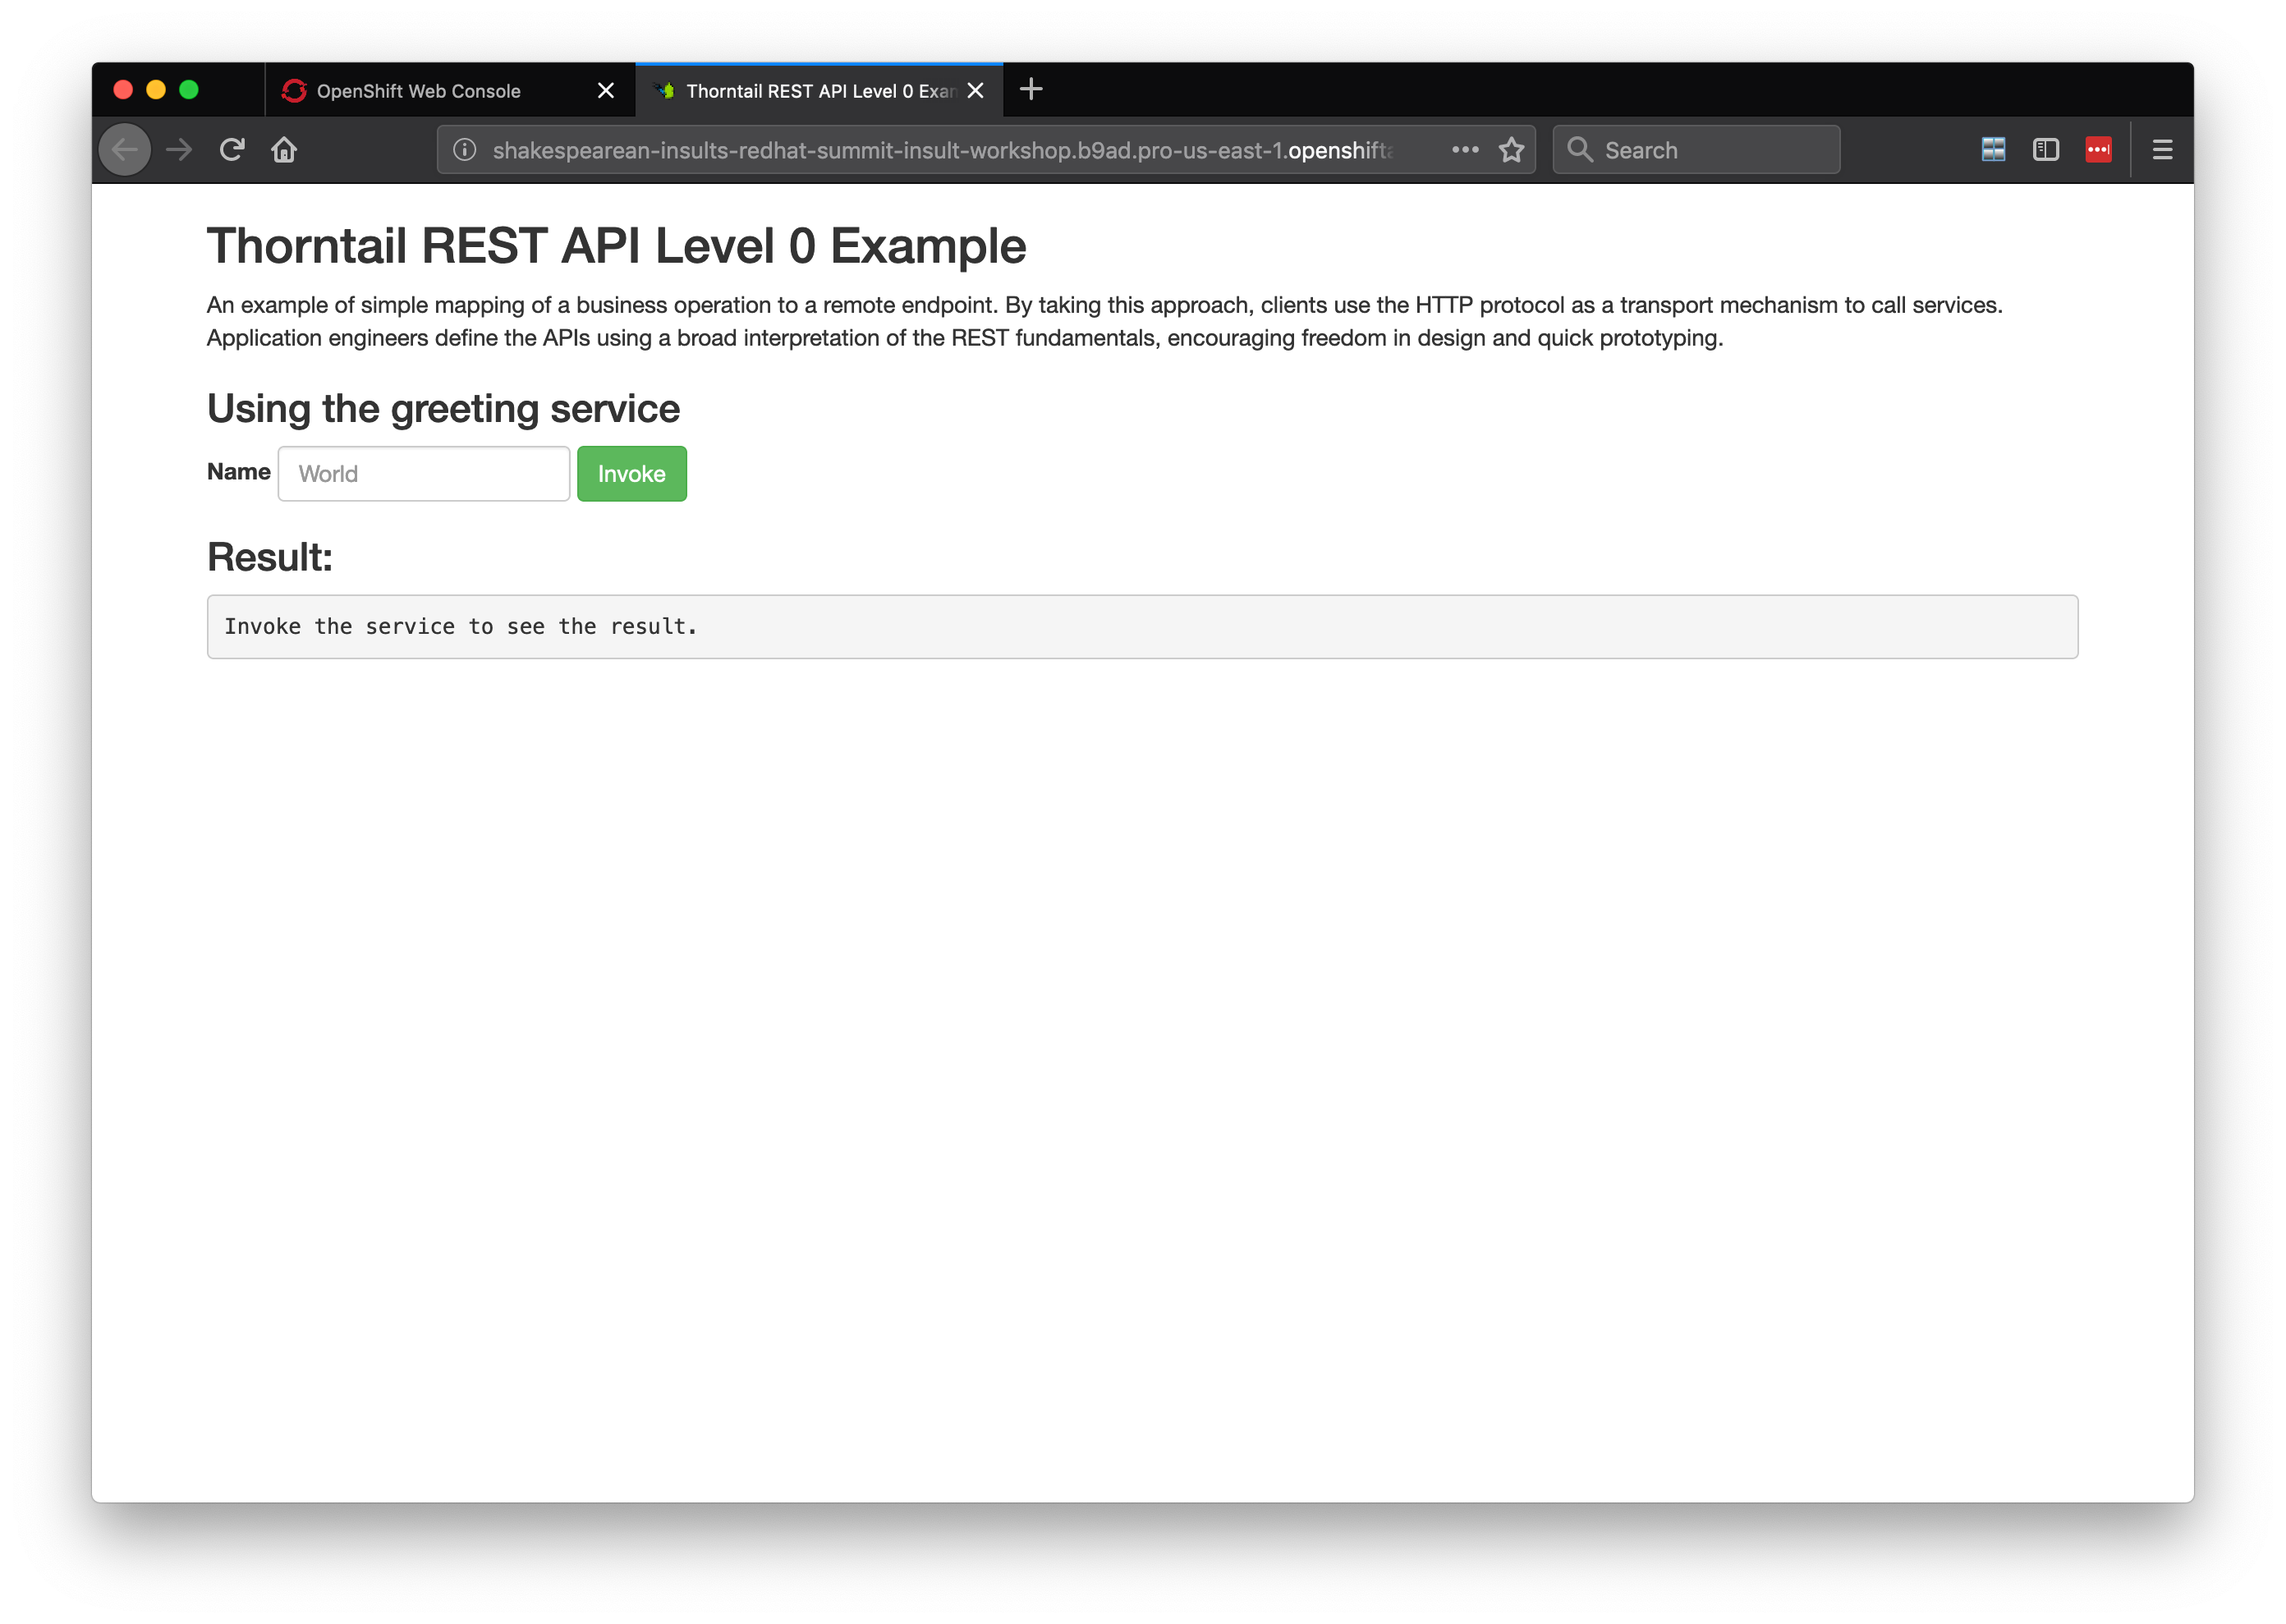 OpenShift Web Console
Thorntail REST API Level 0 Exam
shakespearean-insults-redhat-summit-insult-workshop.b9ad.pro-us-east-1.openshift
Search
Thorntail REST API Level 0 Example
An example of simple mapping of a business operation to a remote endpoint. By taking this approach, clients use the HTTP protocol as a transport mechanism to call services.
Application engineers define the APIs using a broad interpretation of the REST fundamentals, encouraging freedom in design and quick prototyping.
Using the greeting service
Name World Invoke
Result:
Invoke the service to see the result.